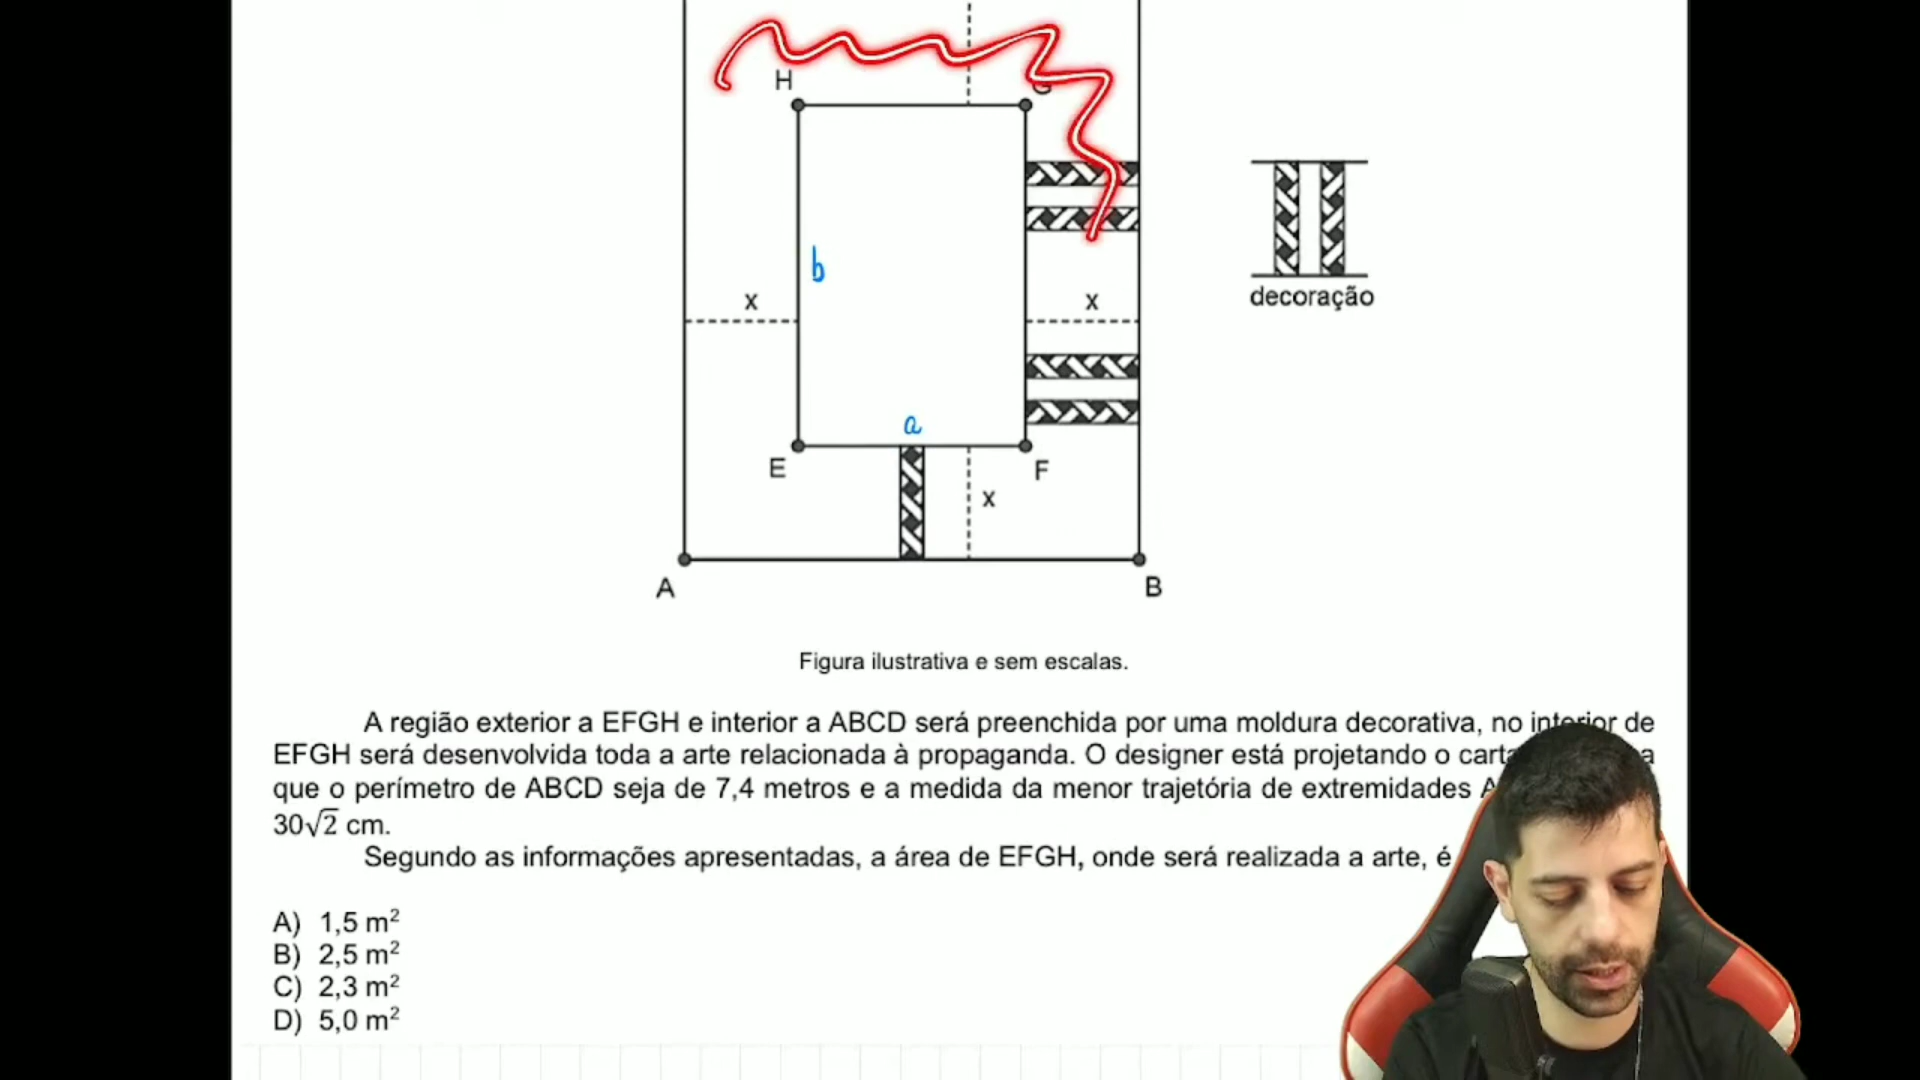 H
G
b
x
x
decoração
a
E
F
x
A
B
Figura ilustrativa e sem escalas.
A região exterior a EFGH e interior a ABCD será preenchida por uma moldura decorativa, no interior de
EFGH será desenvolvida toda a arte relacionada à propaganda. O designer está projetando o
que o perímetro de ABCD seja de 7,4 metros e a medida da menor trajetória de extremidades A
30√2 cm.
Segundo as informações apresentadas, a área de EFGH, onde será realizada a arte, é
A) 1,5 m²
B) 2,5 m²
C) 2,3 m²
D) 5,0 m²